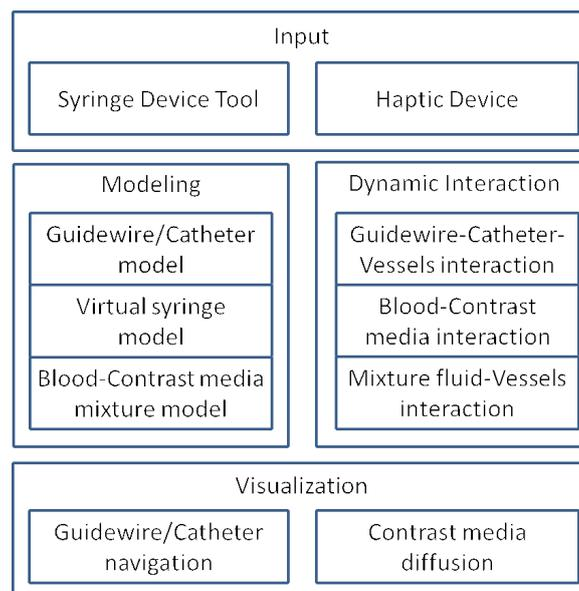 Input
Syringe Device Tool
Haptic Device
Modeling
Guidewire/Catheter
model
Virtual syringe
model
Blood-Contrast media
mixture model
Dynamic Interaction
Guidewire-Catheter-
Vessels interaction
Blood-Contrast
media interaction
Mixture fluid-Vessels
interaction
Visualization
Guidewire/Catheter
navigation
Contrast media
diffusion